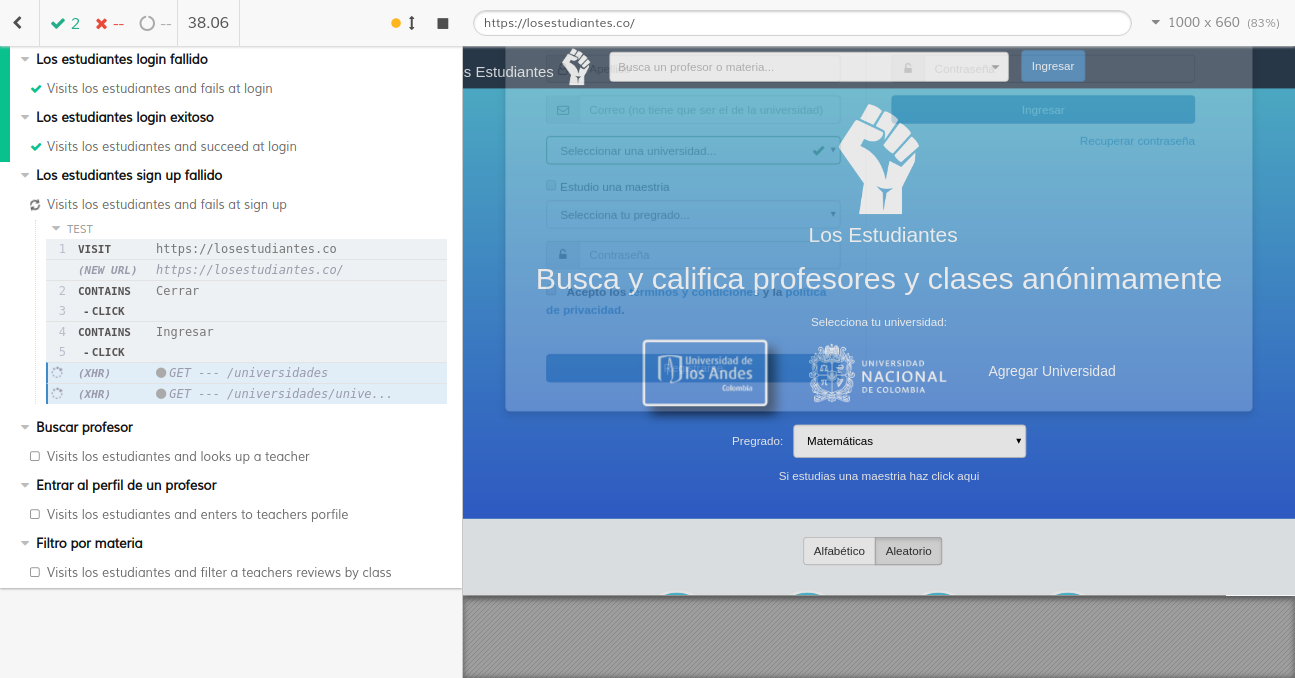 2 -- -- 38.06
https://losestudiantes.co/
1000 x 660 (83%)
Los estudiantes login fallido
Visits los estudiantes and fails at login
Los estudiantes login exitoso
Visits los estudiantes and succeed at login
Los estudiantes sign up fallido
Visits los estudiantes and fails at sign up
TEST
1 VISIT https://losestudiantes.co
(NEW URL) https://losestudiantes.co/
2 CONTAINS Cerrar
3 - CLICK
4 CONTAINS Ingresar
5 - CLICK
(XHR) GET --- /universidades
(XHR) GET --- /universidades/unive...
Buscar profesor
Visits los estudiantes and looks up a teacher
Entrar al perfil de un profesor
Visits los estudiantes and enters to teachers porfile
Filtro por materia
Visits los estudiantes and filter a teachers reviews by class
s Estudiantes
Busca un profesor o materia...
Contraseña
Ingresar
Correo (no tiene que ser el de la universidad)
Ingresar
Seleccionar una universidad...
Recuperar contraseña
Estudio una maestria
Selecciona tu pregrado...
Los Estudiantes
Contraseña
Busca y califica profesores y clases anónimamente
Acepto los términos y condiciones y la política
de privacidad.
Selecciona tu universidad:
Universidad de
los Andes
Colombia
UNIVERSIDAD
NACIONAL
DE COLOMBIA
Agregar Universidad
Pregrado: Matemáticas
Si estudias una maestria haz click aqui
Alfabético Aleatorio